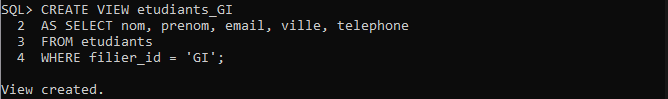 SQL> CREATE VIEW etudiants_GI
2 AS SELECT nom, prenom, email, ville, telephone
3 FROM etudiants
4 WHERE filier_id = 'GI';
View created.